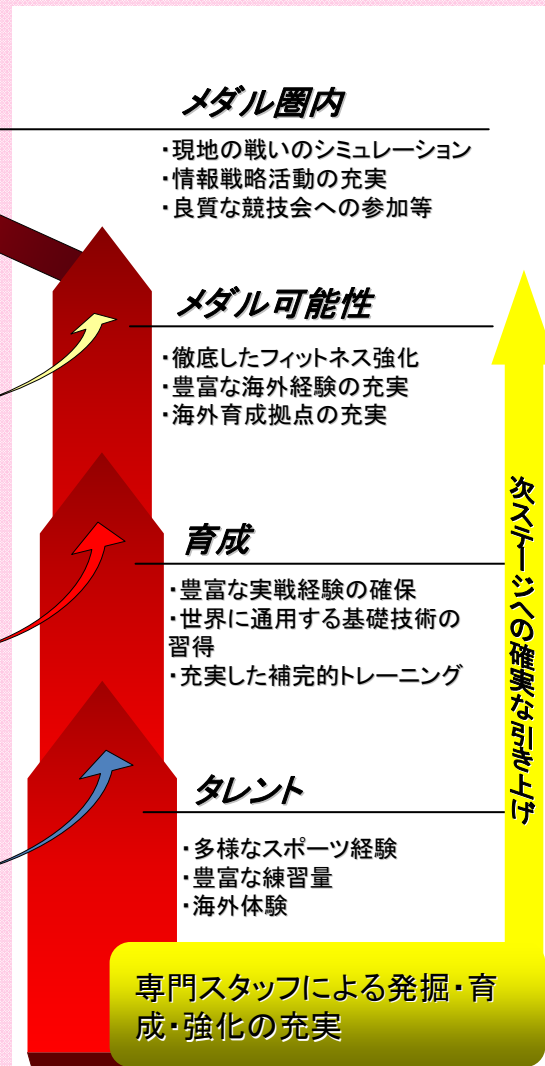 メダル圏内
・現地の戦いのシミュレーション
・情報戦略活動の充実
・良質な競技会への参加等
メダル可能性
・徹底したフィットネス強化
・豊富な海外経験の充実
・海外育成拠点の充実
育成
・豊富な実戦経験の確保
・世界に通用する基礎技術の
習得
・充実した補完的トレーニング
タレント
・多様なスポーツ経験
・豊富な練習量
・海外体験
次ステージへの確実な引き上げ
専門スタッフによる発掘・育
成・強化の充実